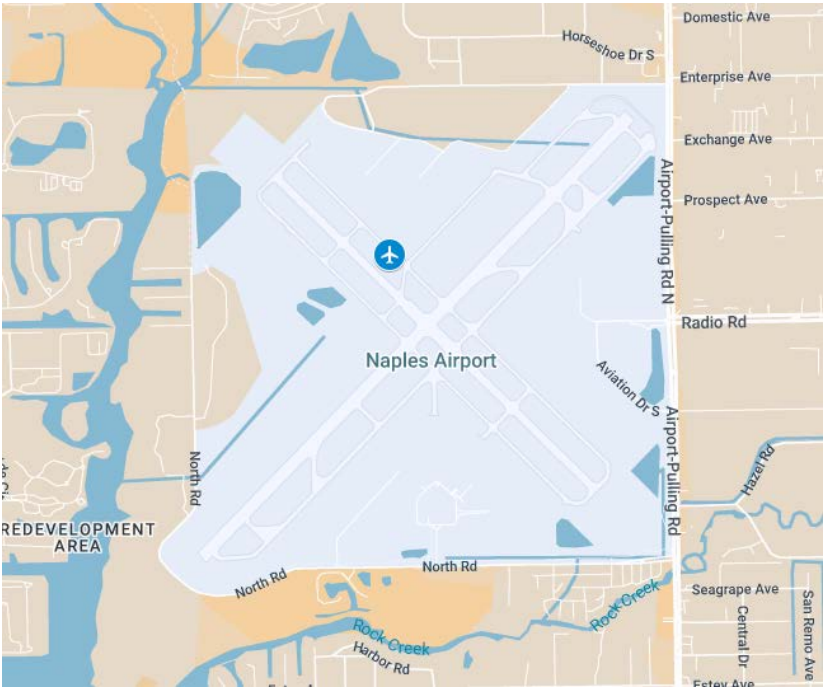 Domestic Ave
Horseshoe Dr S
Enterprise Ave
Exchange Ave
Airport-Pulling Rd N
Prospect Ave
Radio Rd
Naples Airport
Aviation Dr S
Airport-Pulling Rd
North Rd
Hazel Rd
REDEVELOPMENT
AREA
North Rd
North Rd
Seagrape Ave
Rock Creek
San Remo Ave
Central Dr
Rock Creek
Harbor Rd
Estey Ave